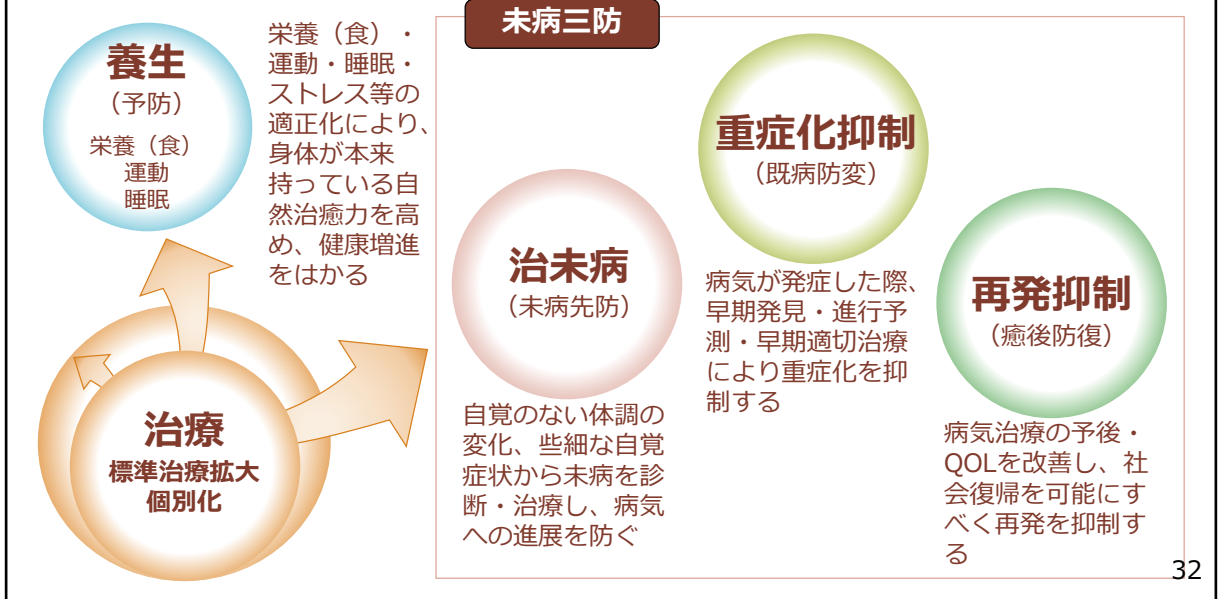 養生
（予防）
栄養（食）
運動
睡眠
栄養（食）・
運動・睡眠・
ストレス等の
適正化により、
身体が本来
持っている自
然治癒力を高
め、健康増進
をはかる
治療
標準治療拡大
個別化
未病三防
治未病
（未病先防）
自覚のない体調の
変化、些細な自覚
症状から未病を診
断・治療し、病気
への進展を防ぐ
重症化抑制
（既病防変）
病気が発症した際、
早期発見・進行予
測・早期適切治療
により重症化を抑
制する
再発抑制
（癒後防復）
病気治療の予後・
QOLを改善し、社
会復帰を可能にす
べく再発を抑制す
る
32